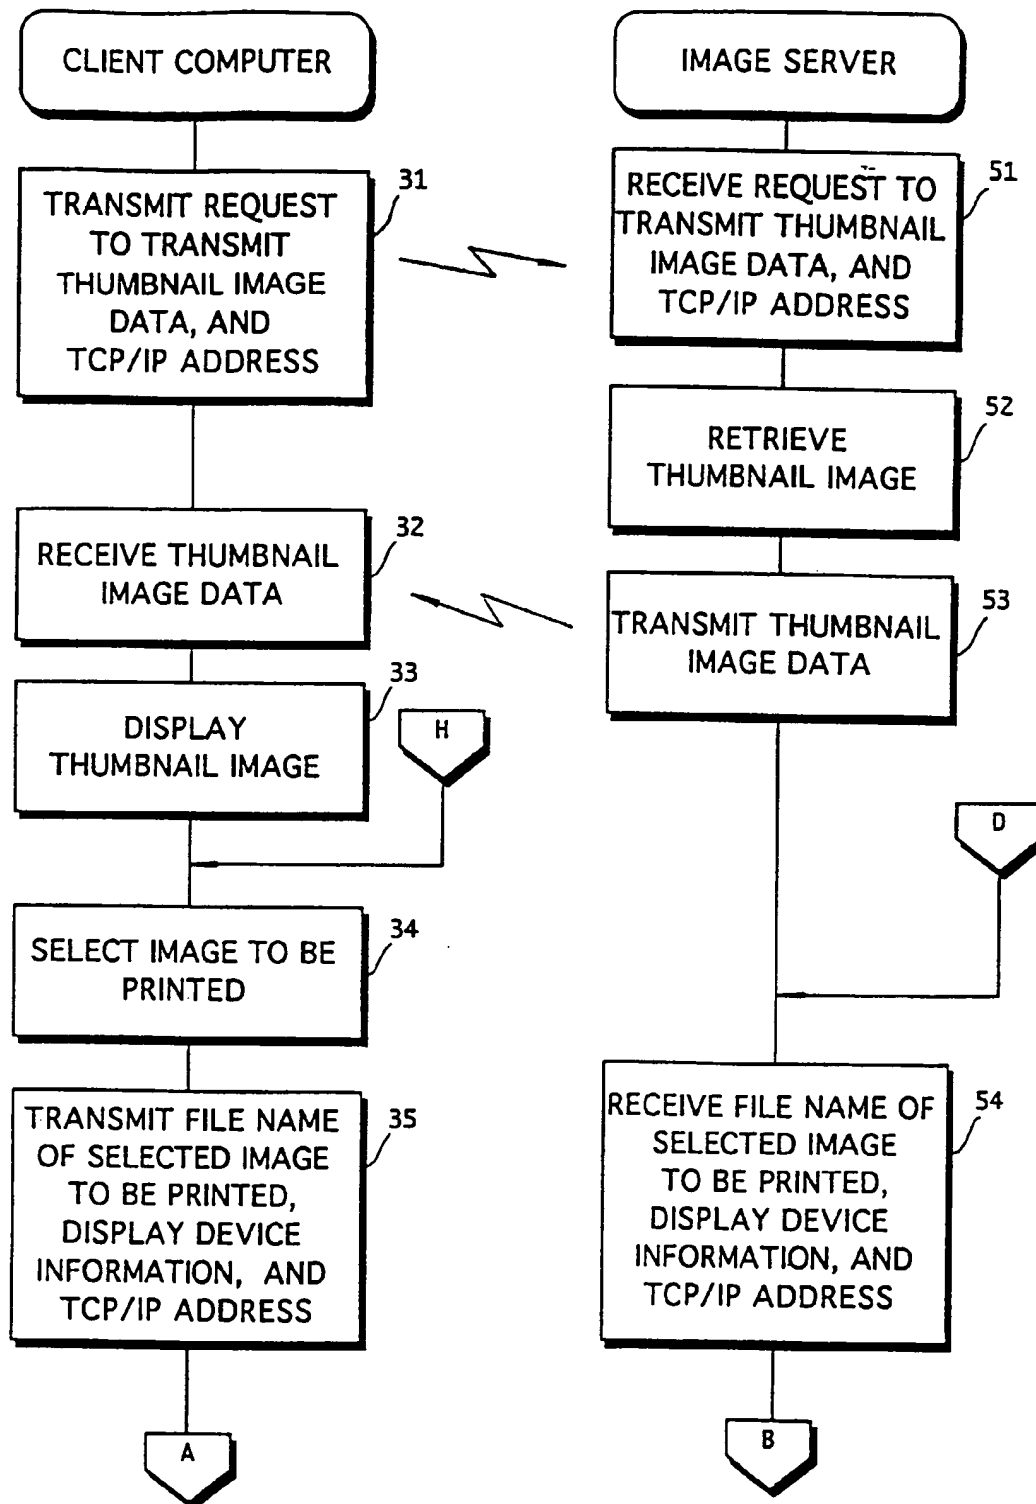 CLIENT COMPUTER
TRANSMIT REQUEST
TO TRANSMIT
THUMBNAIL IMAGE
DATA, AND
TCP/IP ADDRESS
31
RECEIVE THUMBNAIL
IMAGE DATA
32
DISPLAY
THUMBNAIL IMAGE
33
H
SELECT IMAGE TO BE
PRINTED
34
TRANSMIT FILE NAME
OF SELECTED IMAGE
TO BE PRINTED,
DISPLAY DEVICE
INFORMATION, AND
TCP/IP ADDRESS
35
A
IMAGE SERVER
RECEIVE REQUEST TO
TRANSMIT THUMBNAIL
IMAGE DATA, AND
TCP/IP ADDRESS
51
RETRIEVE
THUMBNAIL IMAGE
52
TRANSMIT THUMBNAIL
IMAGE DATA
53
D
RECEIVE FILE NAME OF
SELECTED IMAGE
TO BE PRINTED,
DISPLAY DEVICE
INFORMATION, AND
TCP/IP ADDRESS
54
B